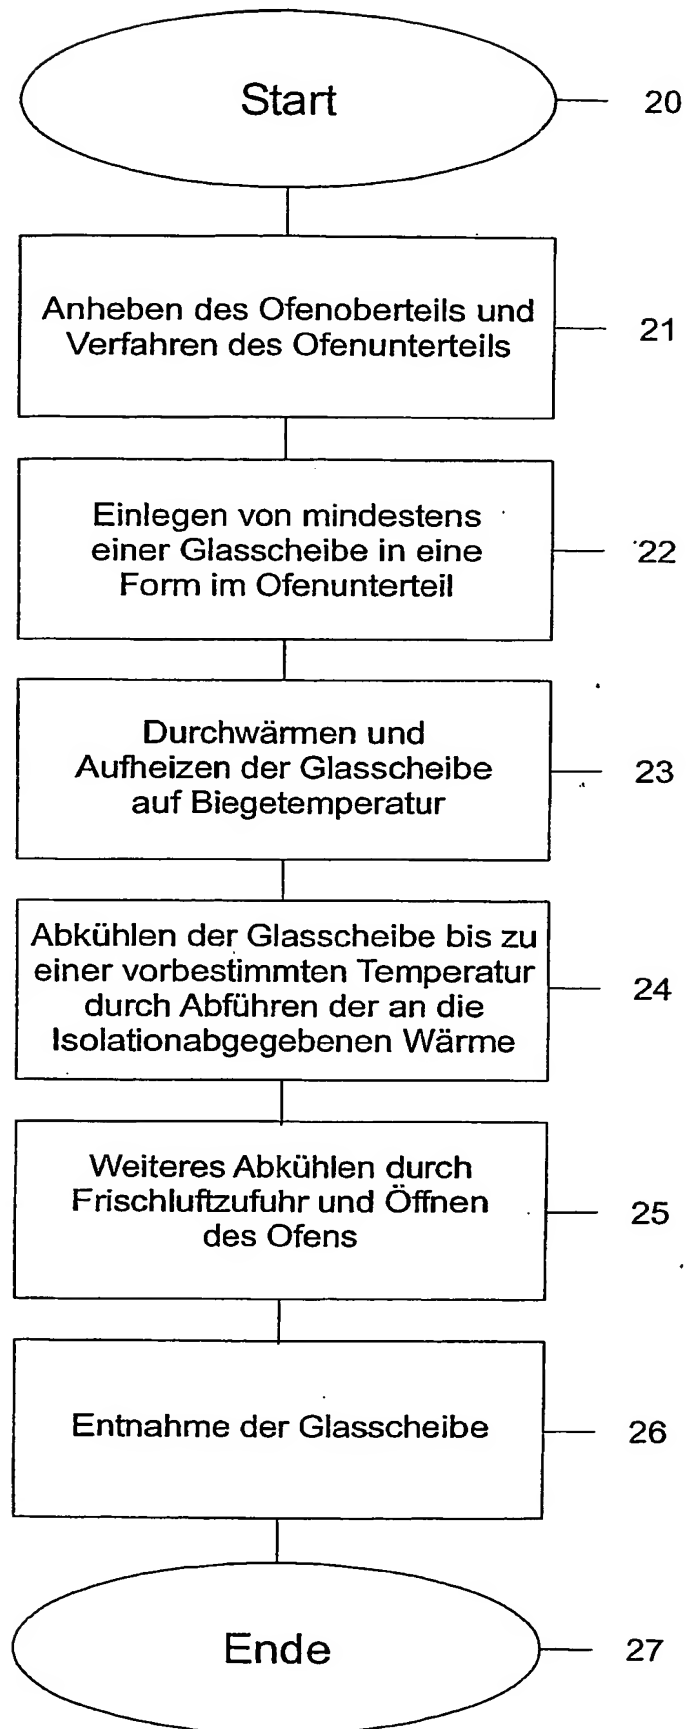 Start
20
Anheben des Ofenoberteils und
Verfahren des Ofenunterteils
21
Einlegen von mindestens
einer Glasscheibe in eine
Form im Ofenunterteil
22
Durchwärmen und
Aufheizen der Glasscheibe
auf Biegetemperatur
23
Abkühlen der Glasscheibe bis zu
einer vorbestimmten Temperatur
durch Abführen der an die
Isolationabgegebenen Wärme
24
Weiteres Abkühlen durch
Frischluftzufuhr und Öffnen
des Ofens
25
Entnahme der Glasscheibe
26
Ende
27